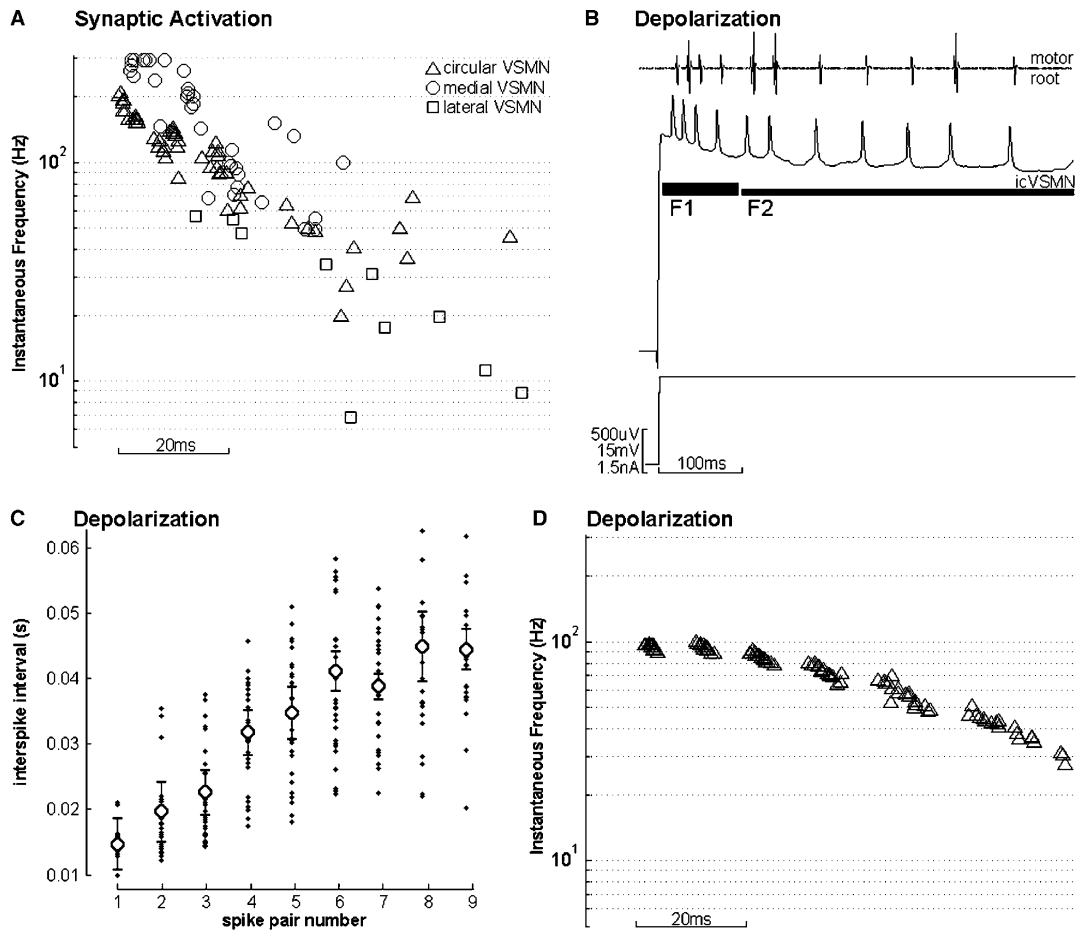 A Synaptic Activation
Instantaneous Frequency (Hz)
10²
10¹
circular VSMN
medial VSMN
lateral VSMN
20ms
B Depolarization
motor
root
icVSMN
F1 F2
500uV
15mV
1.5nA
100ms
C Depolarization
interspike interval (s)
0.06
0.05
0.04
0.03
0.02
0.01
1 2 3 4 5 6 7 8 9
spike pair number
D Depolarization
Instantaneous Frequency (Hz)
10²
10¹
20ms